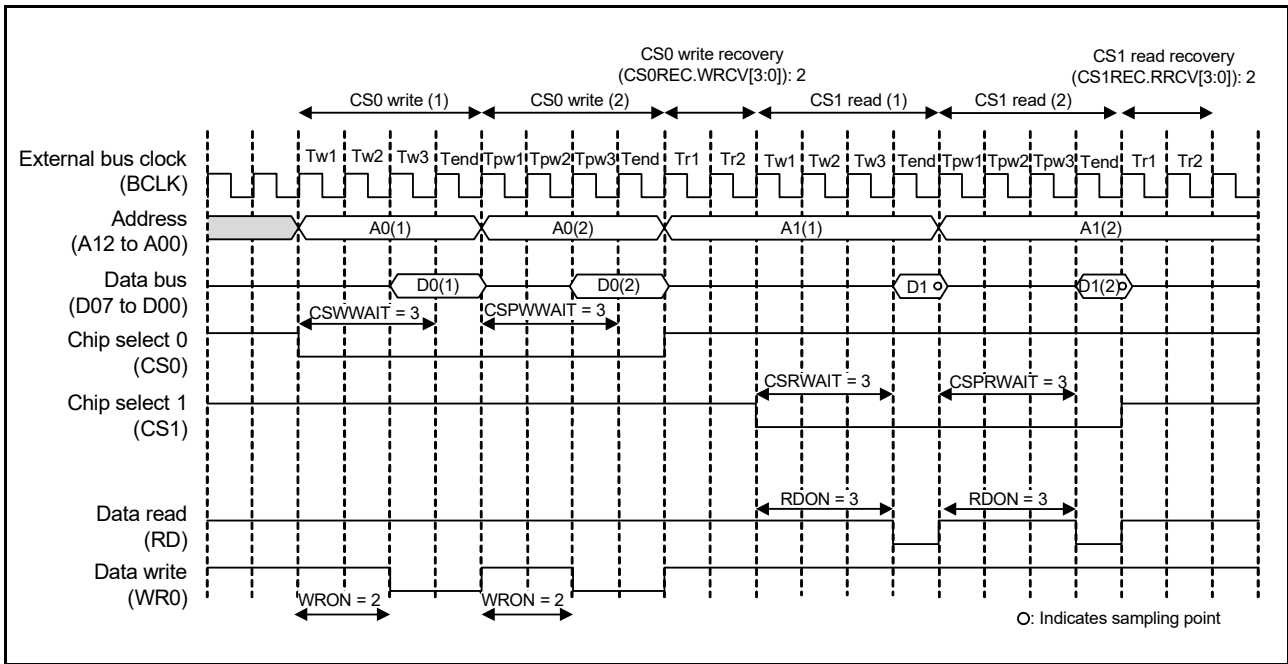 CS0 write recovery
(CS0REC.WRCV[3:0]): 2
CS1 read recovery
(CS1REC.RRCV[3:0]): 2
CS0 write (1)
CS0 write (2)
CS1 read (1)
CS1 read (2)
External bus clock
(BCLK)
Tw1 Tw2 Tw3 Tend Tpw1 Tpw2 Tpw3 Tend Tr1 Tr2 Tw1 Tw2 Tw3 Tend Tpw1 Tpw2 Tpw3 Tend Tr1 Tr2
Address
(A12 to A00)
A0(1) A0(2) A1(1) A1(2)
Data bus
(D07 to D00)
D0(1) D0(2) D1 D1(2)
CSWWAIT = 3 CSPWWAIT = 3
Chip select 0
(CS0)
CSRWAIT = 3 CSPRWAIT = 3
Chip select 1
(CS1)
RDON = 3 RDON = 3
Data read
(RD)
Data write
(WR0)
WRON = 2 WRON = 2
O: Indicates sampling point